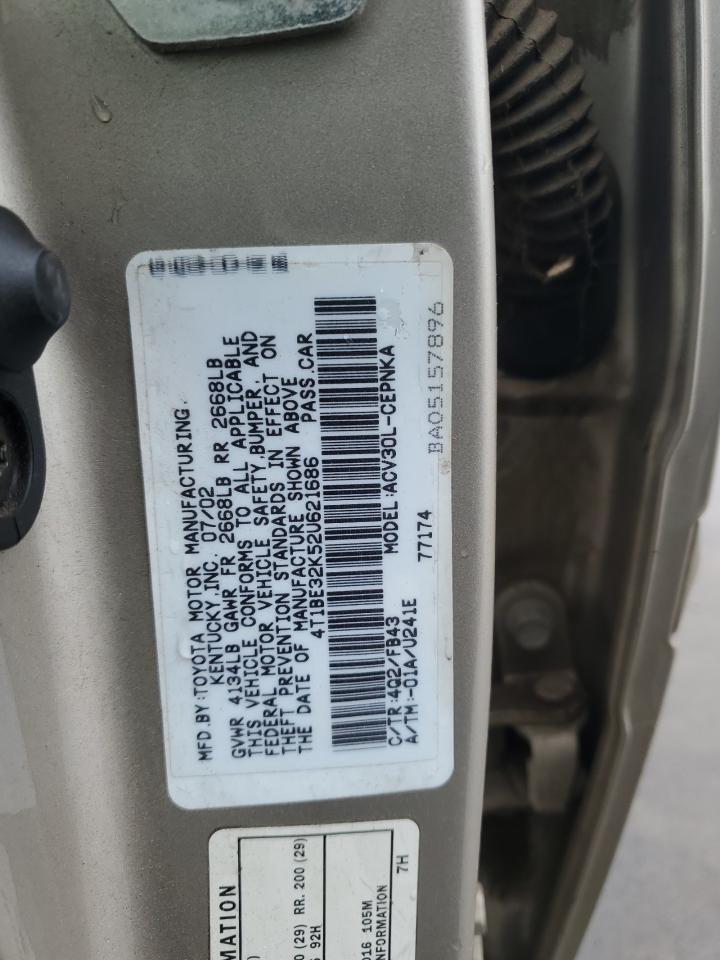 MFD.BY:TOYOTA MOTOR MANUFACTURING
KENTUCKY,INC. 07/02
GVWR 4134LB GAWR FR 2668LB RR 2668LB
THIS VEHICLE CONFORMS TO ALL APPLICABLE
FEDERAL MOTOR VEHICLE SAFETY,BUMPER, AND
THEFT PREVENTION STANDARDS IN EFFECT ON
THE DATE OF MANUFACTURE SHOWN ABOVE
4T1BE32K52U621686 PASS CAR
C/TR:4Q2/FB43 MODEL:ACV30L-CEPNKA
A/TM:-01A/U241E 77174
BA05157896
MATION
(29) RR. 200 (29)
92H
016 105M
NFORMATION
7H